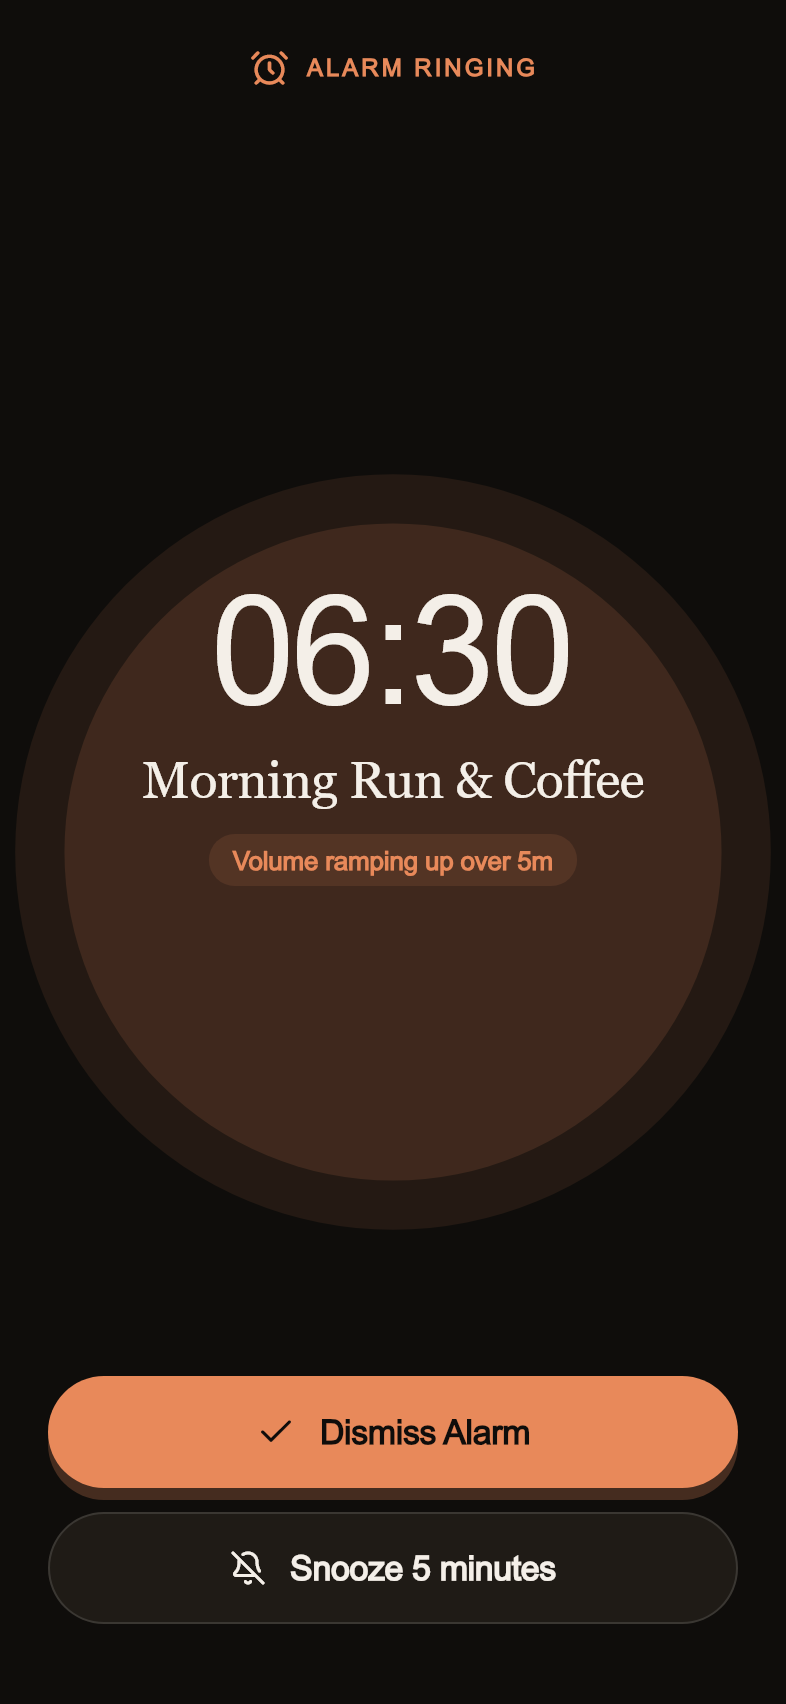 ALARM RINGING
06:30
Morning Run & Coffee
Volume ramping up over 5m
Dismiss Alarm
Snooze 5 minutes